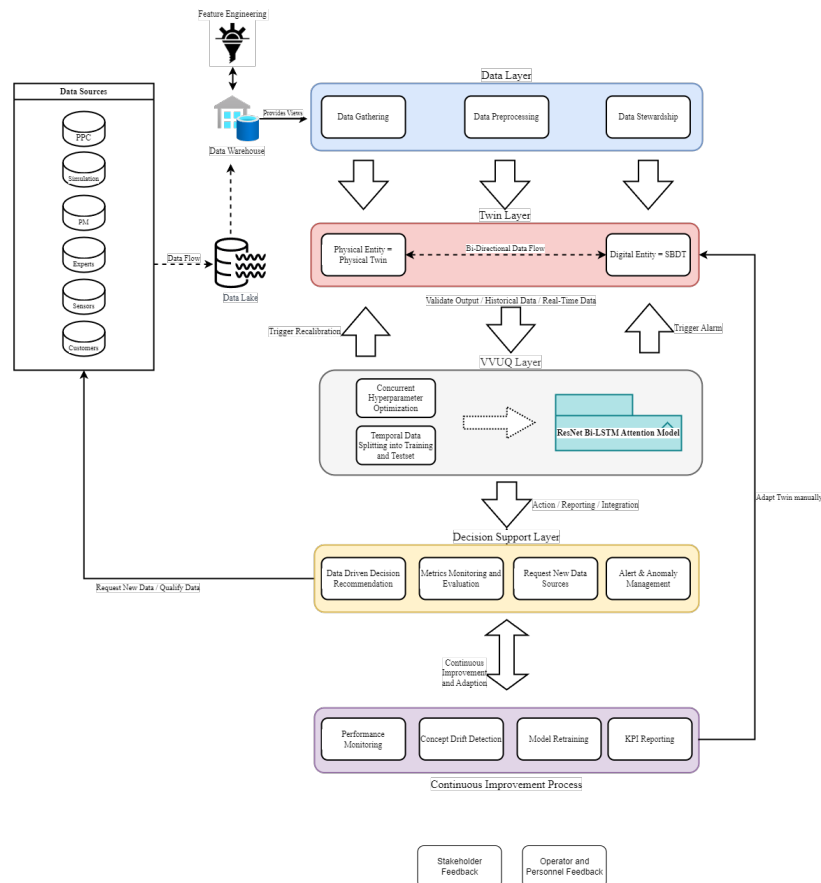 Feature Engineering
Data Sources
PPC
Simulation
PM
Experts
Sensors
Customers
Data Flow
Data Warehouse
Provides Views
Data Lake
Data Layer
Data Gathering
Data Preprocessing
Data Stewardship
Twin Layer
Physical Entity =
Physical Twin
Bi-Directional Data Flow
Digital Entity = SBDT
Validate Output / Historical Data / Real-Time Data
Trigger Recalibration
Trigger Alarm
VVUQ Layer
Concurrent
Hyperparameter
Optimization
Temporal Data
Splitting into Training
and Testset
ResNet Bi-LSTM Attention Model
Action / Reporting / Integration
Adapt Twin manually
Decision Support Layer
Data Driven Decision
Recommendation
Metrics Monitoring and
Evaluation
Request New Data
Sources
Alert & Anomaly
Management
Request New Data / Qualify Data
Continuous
Improvement
and Adaption
Performance
Monitoring
Concept Drift Detection
Model Retraining
KPI Reporting
Continuous Improvement Process
Stakeholder
Feedback
Operator and
Personnel Feedback